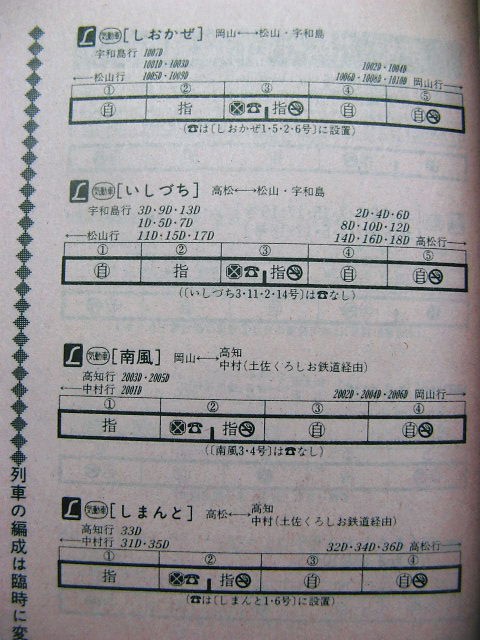 L 気動車 [しおかぜ] 岡山←→松山・宇和島
宇和島行 1007D
1001D・1003D 1002D・1004D
←松山行 1005D・1009D 1006D・1008D・1010D 岡山行→
① ② ③ ④ ⑤
自 指 ☎ 指 自 自
(☎は[しおかぜ1・5・2・6号]に設置)
L 気動車 [いしづち] 高松←→松山・宇和島
宇和島行 3D・9D・13D 2D・4D・6D
1D・5D・7D 8D・10D・12D
←松山行 11D・15D・17D 14D・16D・18D 高松行→
① ② ③ ④ ⑤
自 指 ☎ 指 自 自
([いしづち3・11・2・14号]は☎なし)
L 気動車 [南風] 岡山←→高知
中村(土佐くろしお鉄道経由)
高知行 2003D・2005D
←中村行 2001D 2002D・2004D・2006D 岡山行→
① ② ③ ④
指 ☎ 指 自 自
([南風3・4号]は☎なし)
L 気動車 [しまんと] 高松←→高知
中村(土佐くろしお鉄道経由)
高知行 33D
←中村行 31D・35D 32D・34D・36D 高松行→
① ② ③ ④
指 ☎ 指 自 自
(☎は[しまんと1・6号]に設置)
列車の編成は臨時に変